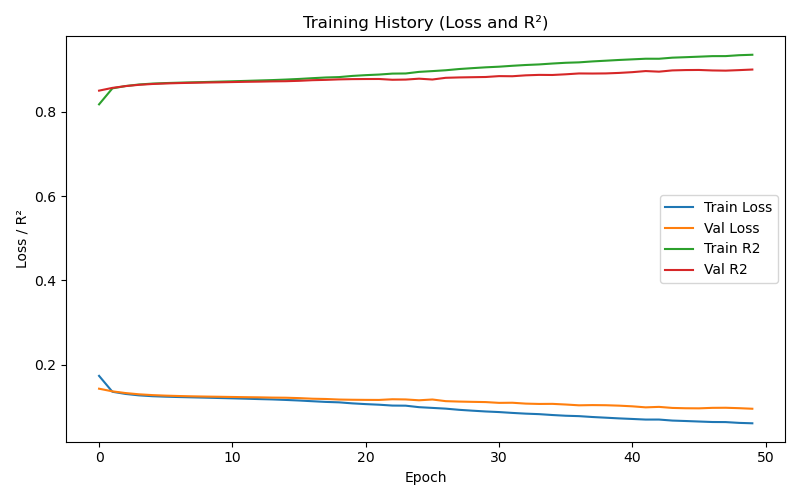 Training History (Loss and R²)
Loss / R²
0.8
0.6
0.4
0.2
Train Loss
Val Loss
Train R2
Val R2
0 10 20 30 40 50
Epoch